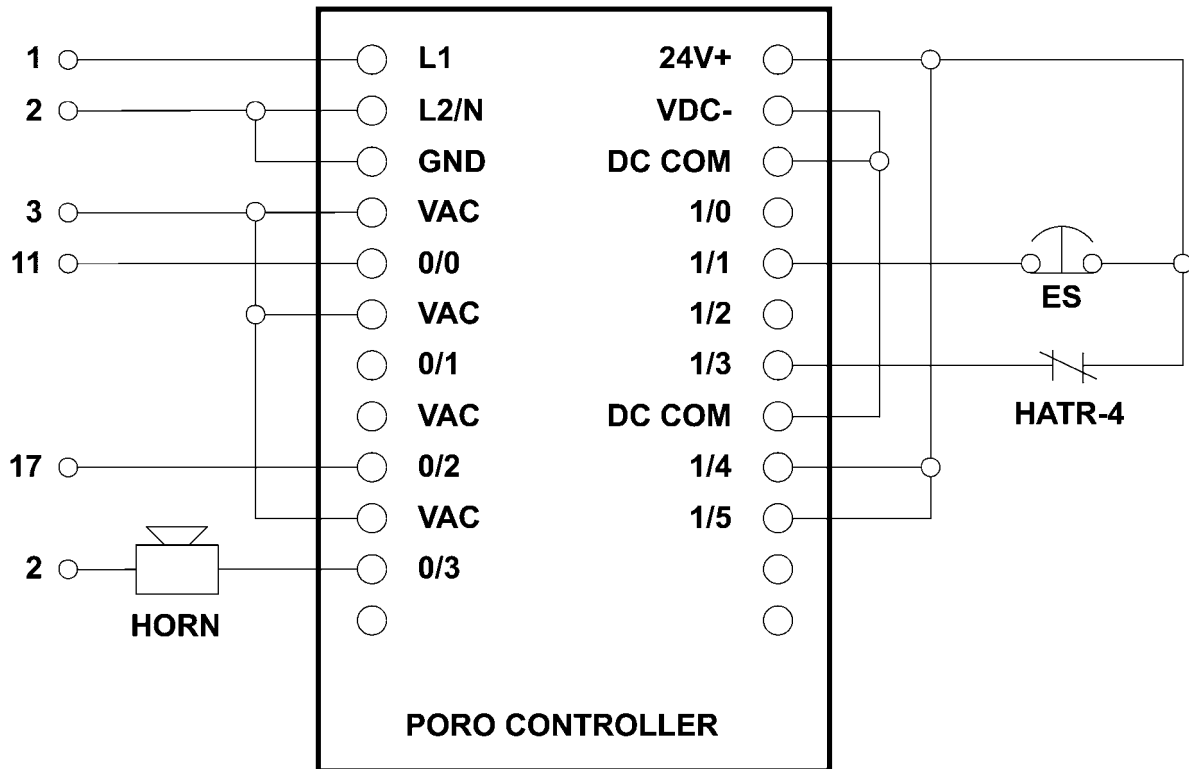 1 L1 24V+
2 L2/N VDC-
GND DC COM
3 VAC 1/0
11 0/0 1/1
ES
VAC 1/2
0/1 1/3
HATR-4
VAC DC COM
17 0/2 1/4
VAC 1/5
2 0/3
HORN
PORO CONTROLLER